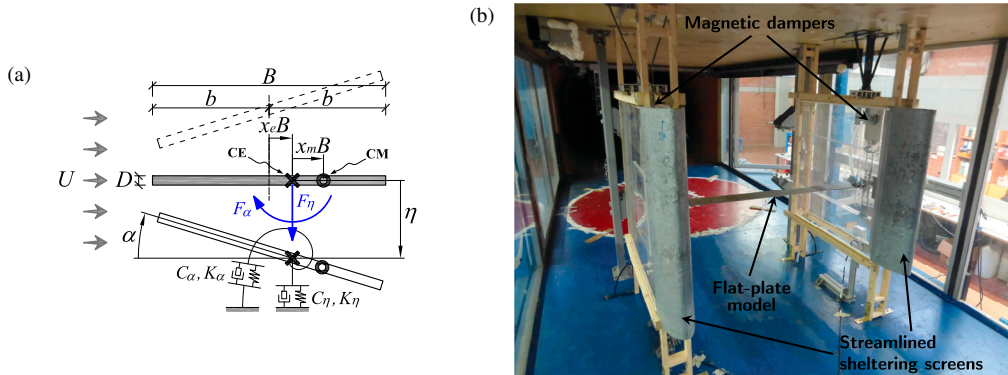 (a)
B
b
b
x_eB
x_mB
CE
CM
U
D
F_α
F_η
η
α
C_α, K_α
C_η, K_η
(b)
Magnetic dampers
Flat-plate
model
Streamlined
sheltering screens